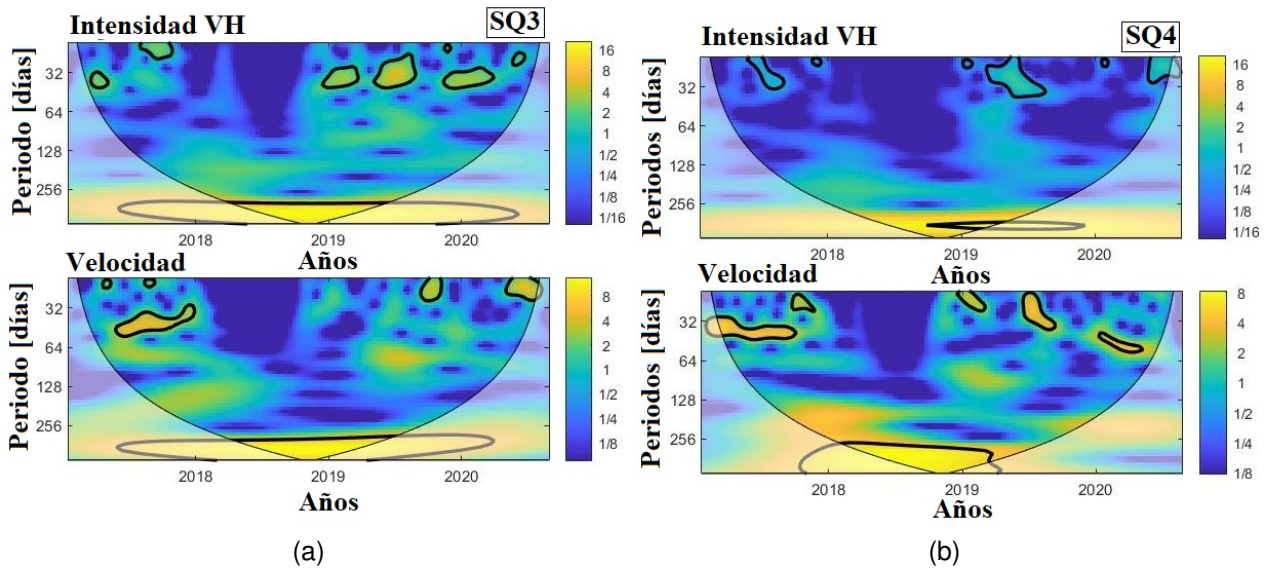 Intensidad VH SQ3
Periodo [días]
32
64
128
256
16
8
4
2
1
1/2
1/4
1/8
1/16
2018 2019 2020
Años
Velocidad
Periodo [días]
32
64
128
256
8
4
2
1
1/2
1/4
1/8
2018 2019 2020
Años
(a)
Intensidad VH SQ4
Periodos [días]
32
64
128
256
16
8
4
2
1
1/2
1/4
1/8
1/16
2018 2019 2020
Años
Velocidad
Periodos [días]
32
64
128
256
8
4
2
1
1/2
1/4
1/8
2018 2019 2020
Años
(b)